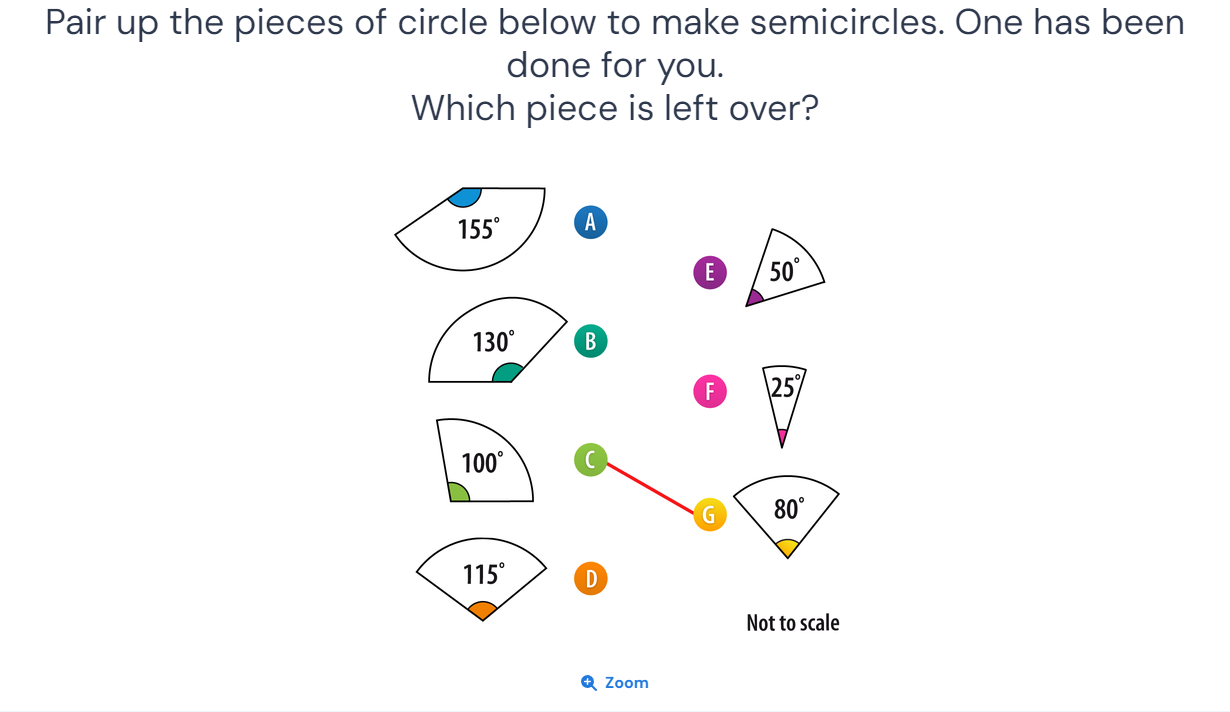 Pair up the pieces of circle below to make semicircles. One has been
done for you.
Which piece is left over?
155°
A
E
50°
130°
B
F
25°
100°
C
G
80°
115°
D
Not to scale
Zoom